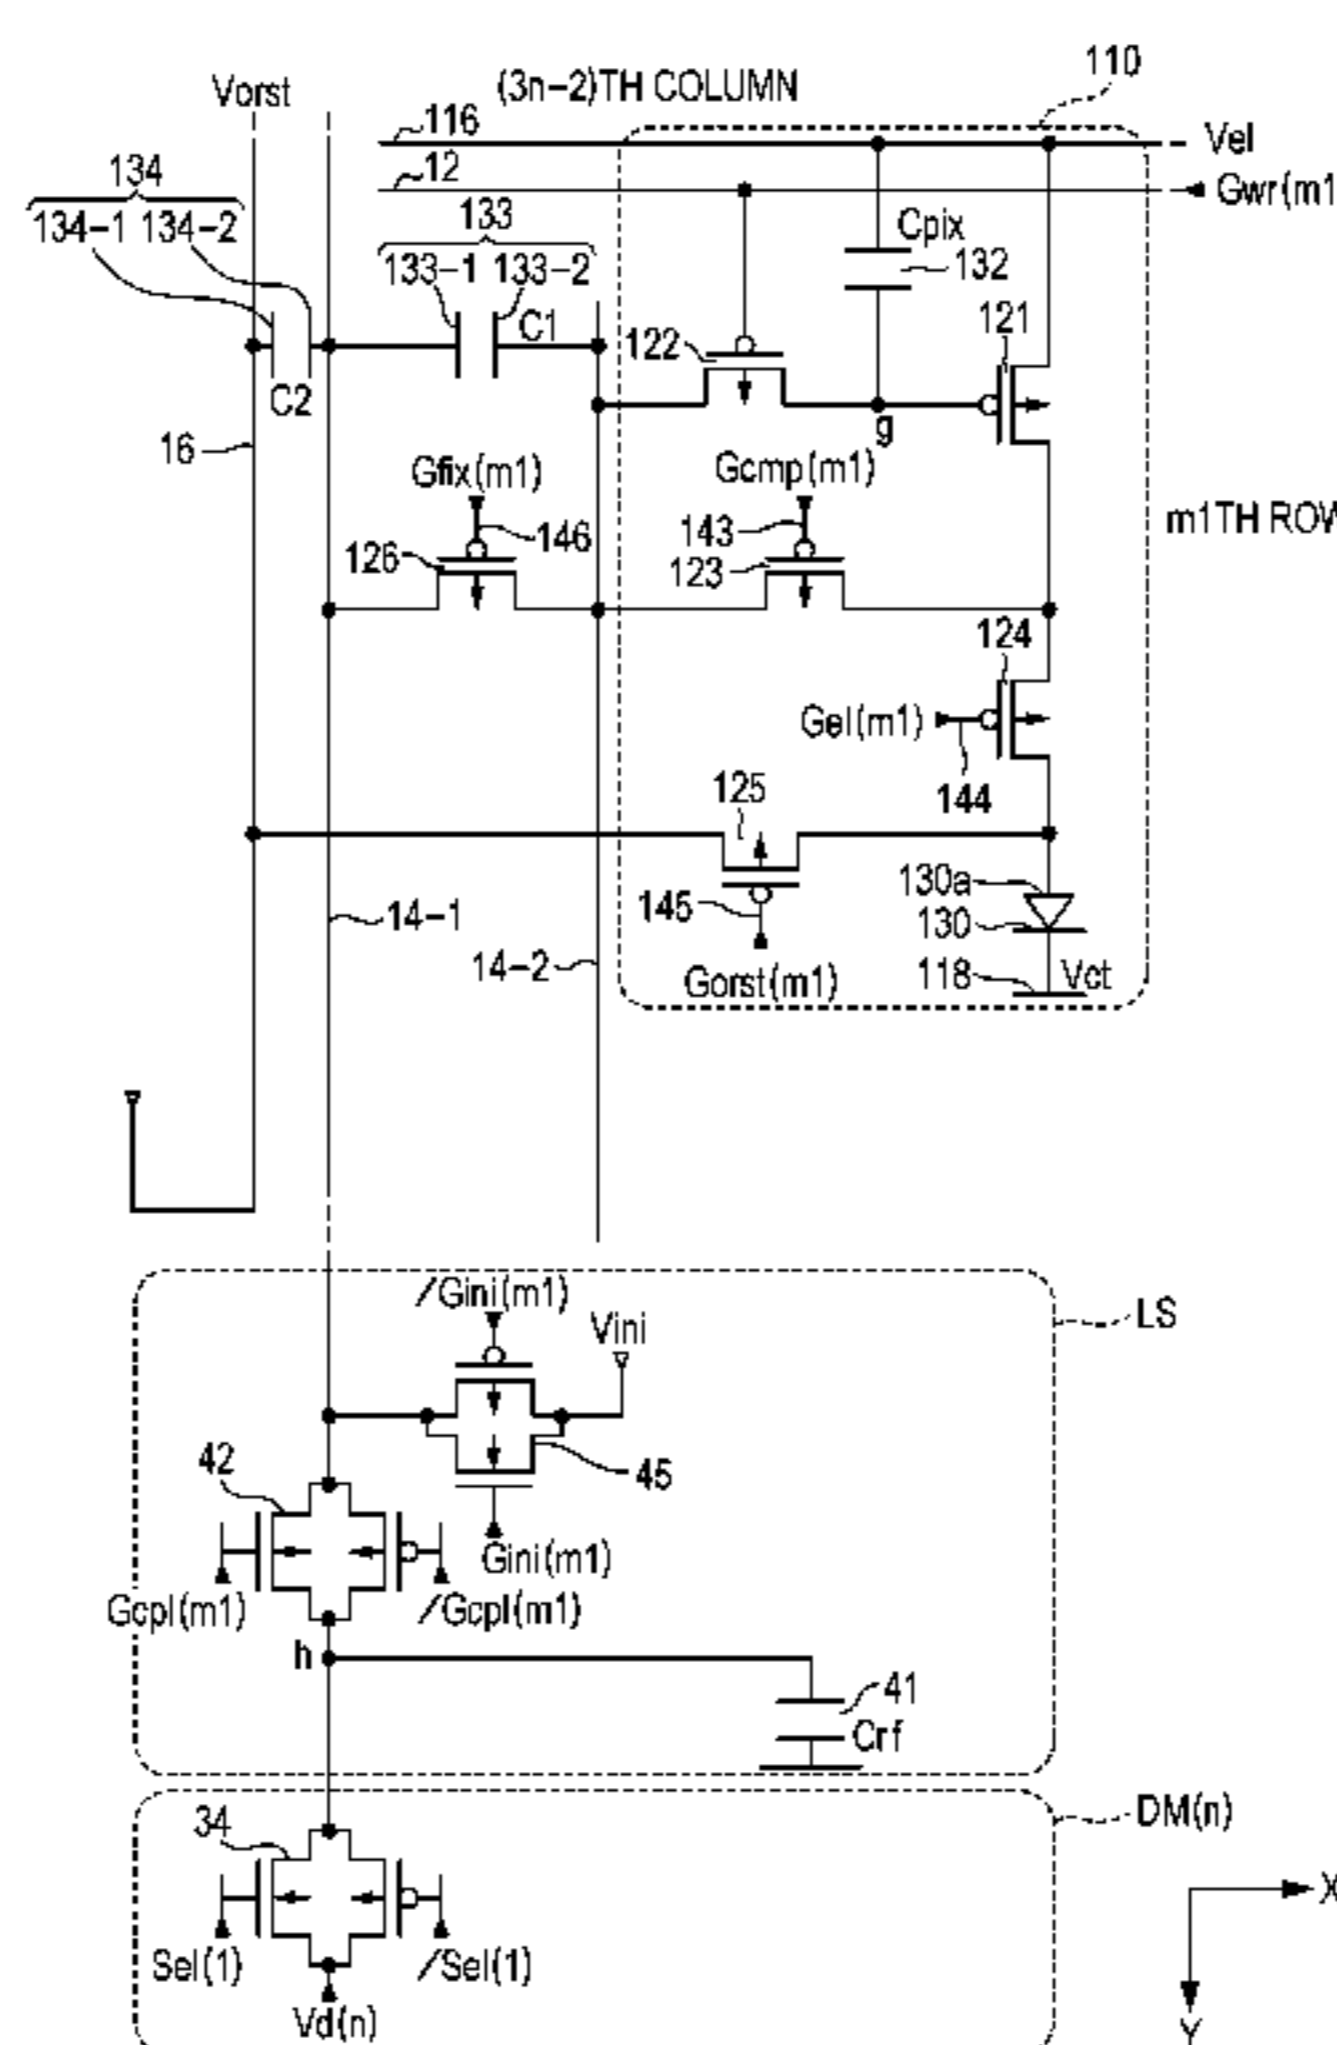 110
Vorst
(3n-2)TH COLUMN
116
Vel
12
Gwr(m1
134
134-1 134-2
133
133-1 133-2
Cpix
132
C1
121
122
C2
g
16
Gfix(m1)
Gcmp(m1)
146
143
m1TH ROW
126
123
124
Gel(m1)
125
144
130a
145
130
14-1
14-2
Gorst(m1)
118
Vct
/Gini(m1)
Vini
LS
42
45
Gini(m1)
Gcpl(m1)
/Gcpl(m1)
h
41
Crf
34
DM(n)
X
Sel(1)
/Sel(1)
Vd(n)
Y